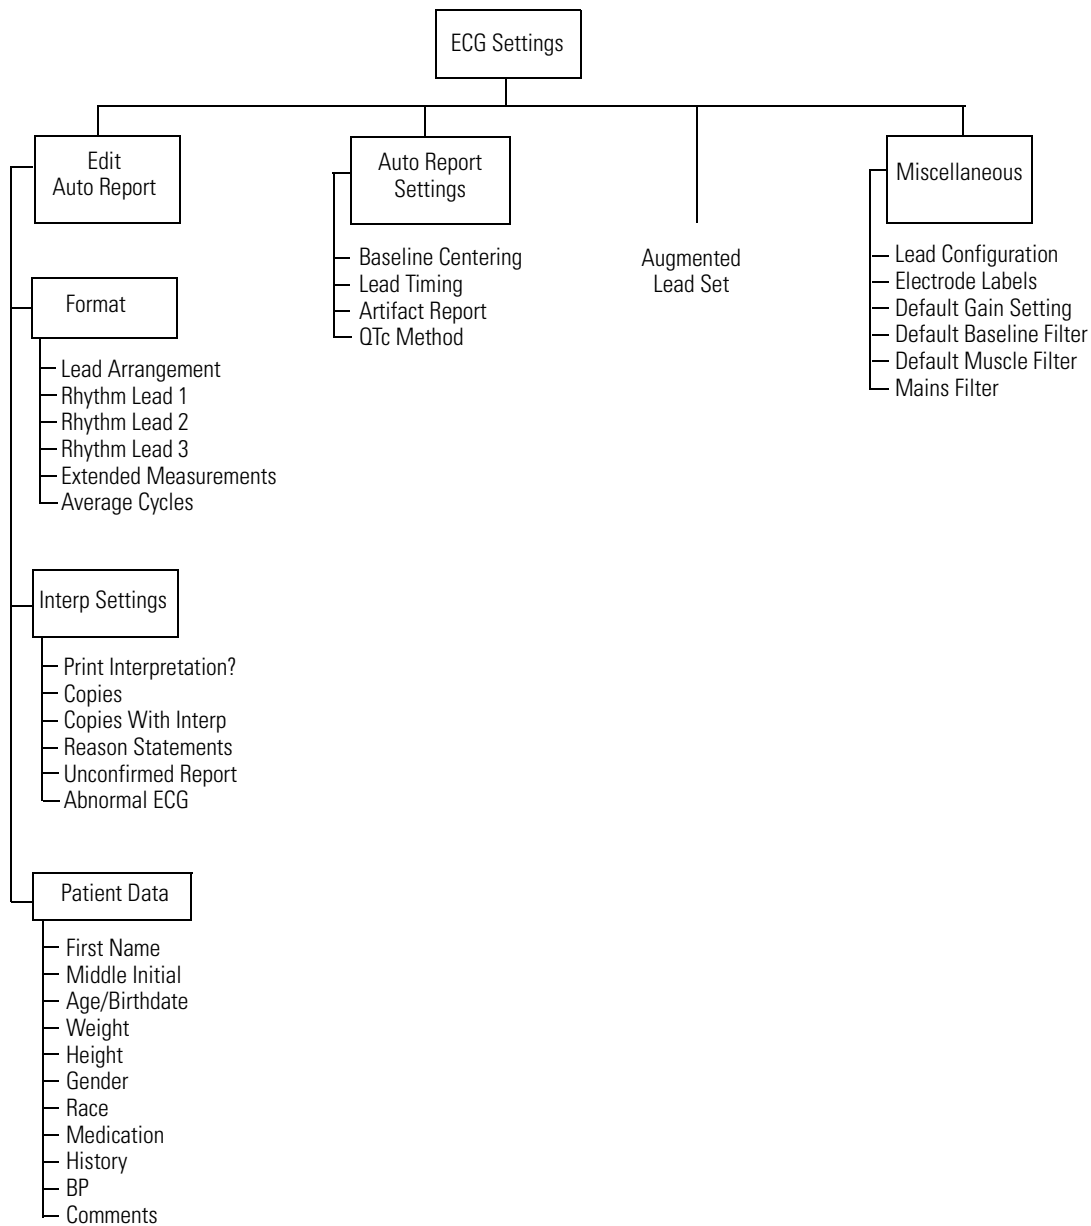 ECG Settings
Edit
Auto Report
Auto Report
Settings
Augmented
Lead Set
Miscellaneous
Baseline Centering
Lead Timing
Artifact Report
QTc Method
Lead Configuration
Electrode Labels
Default Gain Setting
Default Baseline Filter
Default Muscle Filter
Mains Filter
Format
Lead Arrangement
Rhythm Lead 1
Rhythm Lead 2
Rhythm Lead 3
Extended Measurements
Average Cycles
Interp Settings
Print Interpretation?
Copies
Copies With Interp
Reason Statements
Unconfirmed Report
Abnormal ECG
Patient Data
First Name
Middle Initial
Age/Birthdate
Weight
Height
Gender
Race
Medication
History
BP
Comments